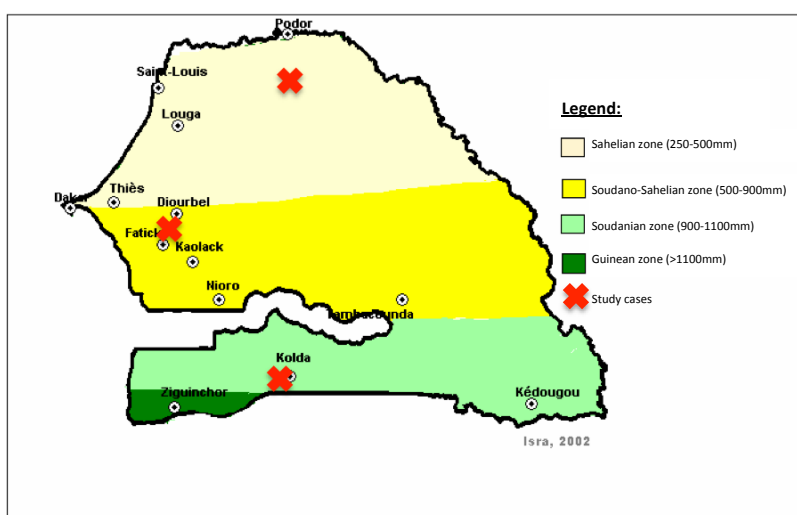 Podor
Saint-Louis
Louga
Legend:
Sahelian zone (250-500mm)
Thiès
Dakar
Diourbel
Soudano-Sahelian zone (500-900mm)
Soudanian zone (900-1100mm)
Fatick
Kaolack
Guinean zone (>1100mm)
Nioro
Study cases
Tambacounda
Kolda
Ziguinchor
Kédougou
Isra, 2002